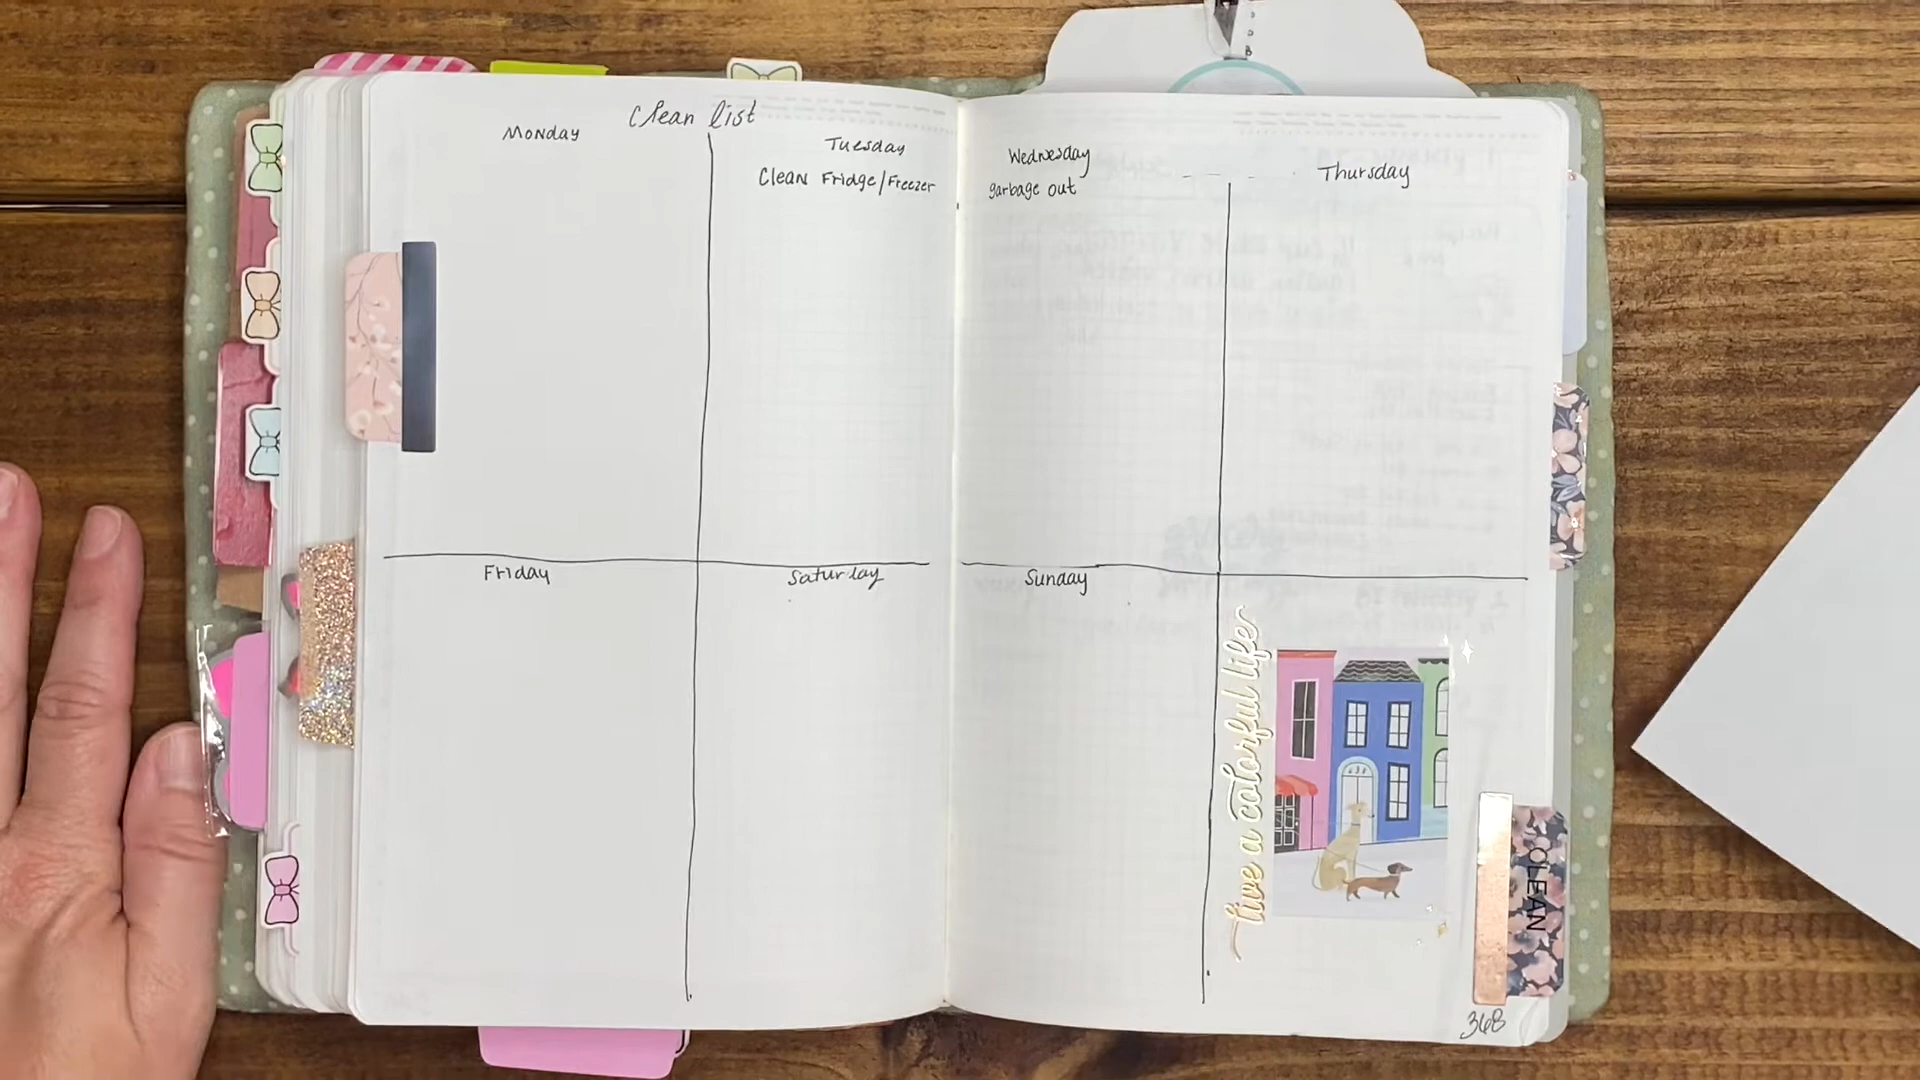 Clean list
Monday
Tuesday
Clean Fridge/Freezer
Wednesday
garbage out
Thursday
Friday
Saturday
Sunday
live a colorful life
CLEAN
368